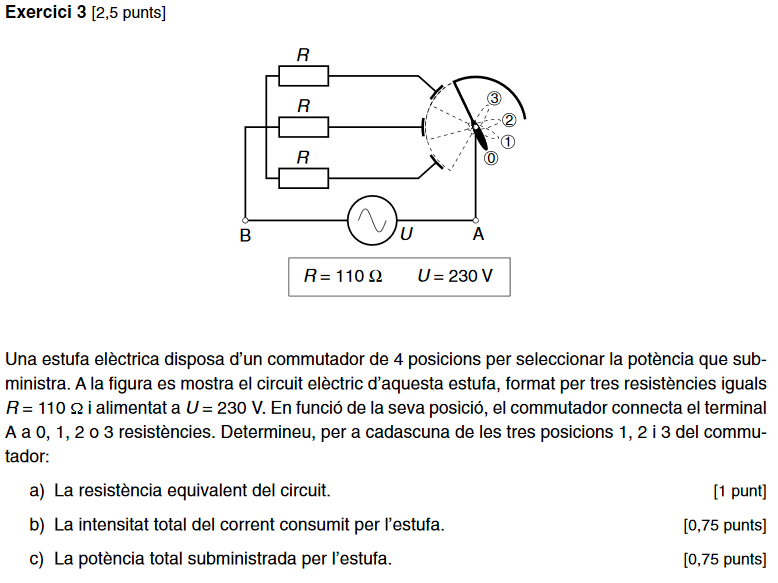 Exercici 3 [2,5 punts]
R
R
R
3
2
1
0
B
U
A
R = 110 Ω U = 230 V
Una estufa elèctrica disposa d'un commutador de 4 posicions per seleccionar la potència que sub-
ministra. A la figura es mostra el circuit elèctric d'aquesta estufa, format per tres resistències iguals
R = 110 Ω i alimentat a U = 230 V. En funció de la seva posició, el commutador connecta el terminal
A a 0, 1, 2 o 3 resistències. Determineu, per a cadascuna de les tres posicions 1, 2 i 3 del commu-
tador:
a) La resistència equivalent del circuit. [1 punt]
b) La intensitat total del corrent consumit per l'estufa. [0,75 punts]
c) La potència total subministrada per l'estufa. [0,75 punts]